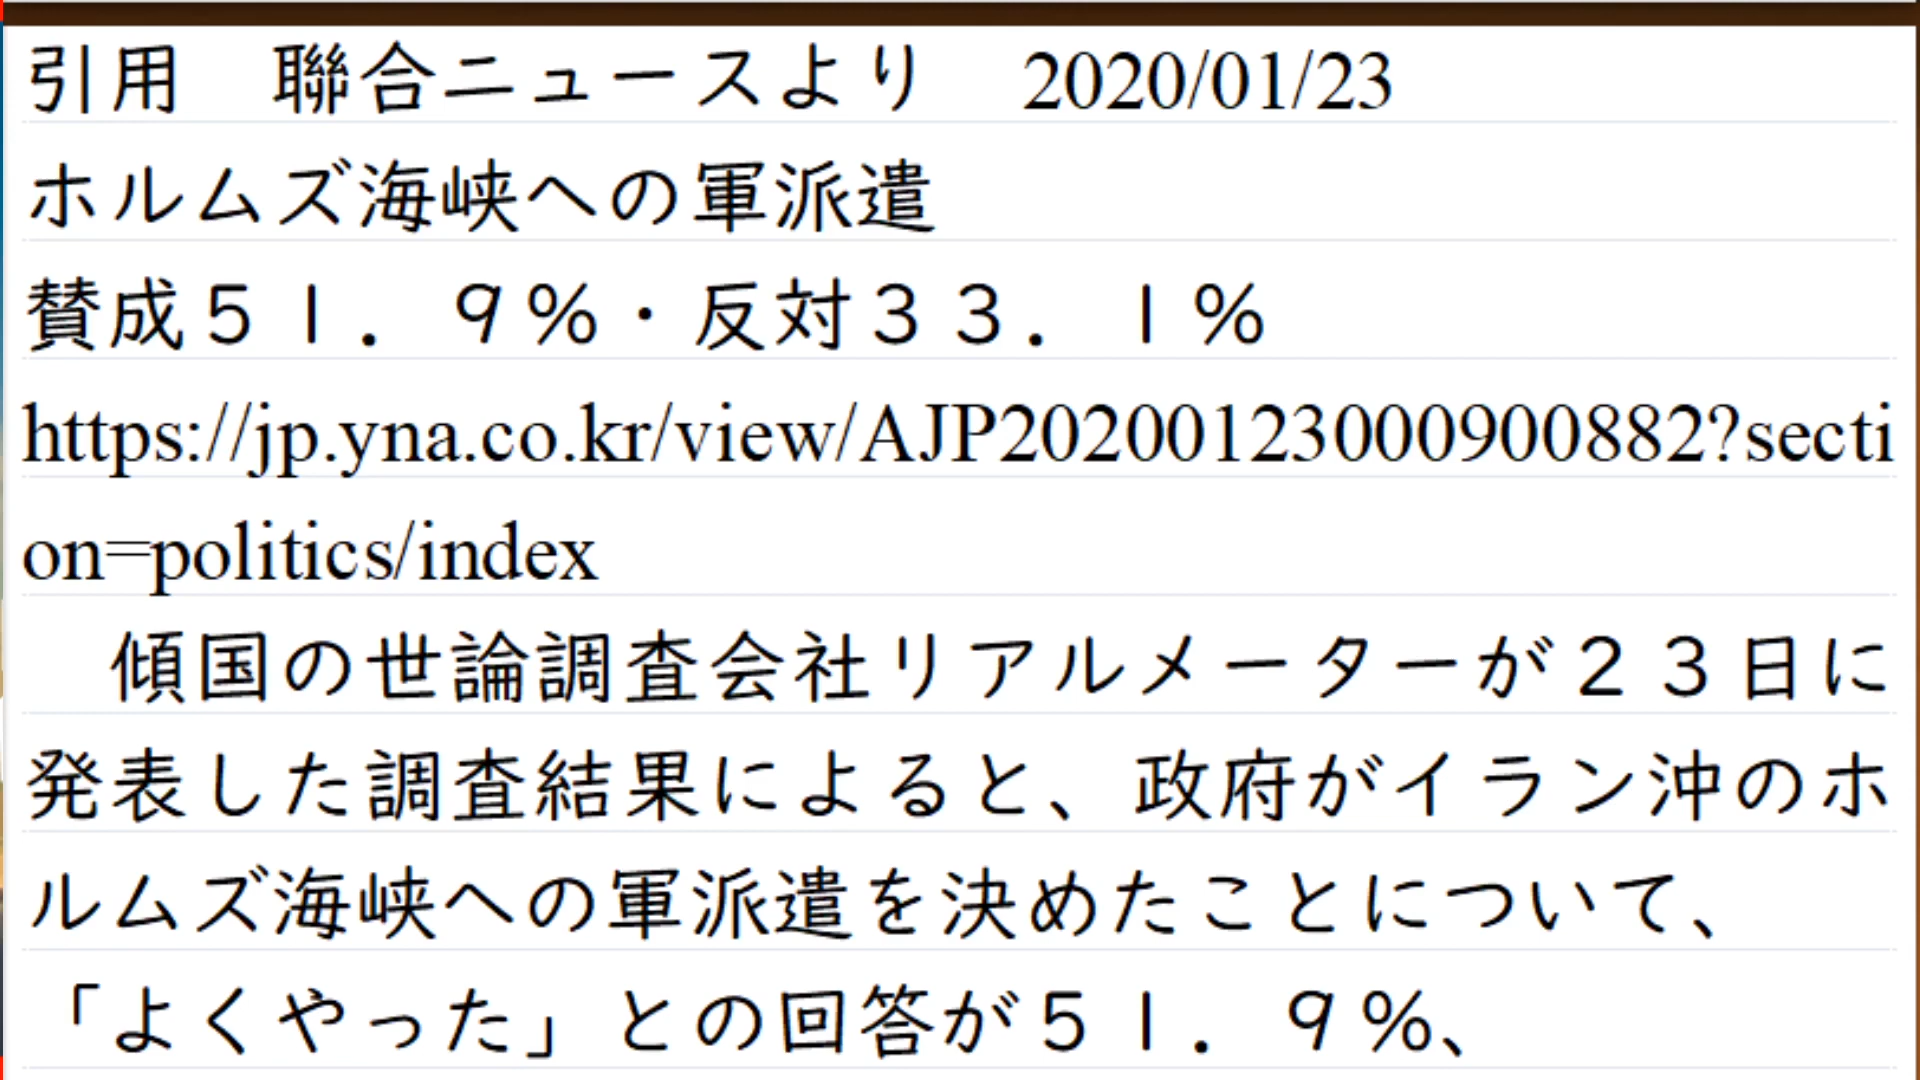 引用　聯合ニュースより　2020/01/23
ホルムズ海峡への軍派遣
賛成５１．９％・反対３３．１％
https://jp.yna.co.kr/view/AJP20200123000900882?secti
on=politics/index
　傾国の世論調査会社リアルメーターが２３日に
発表した調査結果によると、政府がイラン沖のホ
ルムズ海峡への軍派遣を決めたことについて、
「よくやった」との回答が５１．９％、